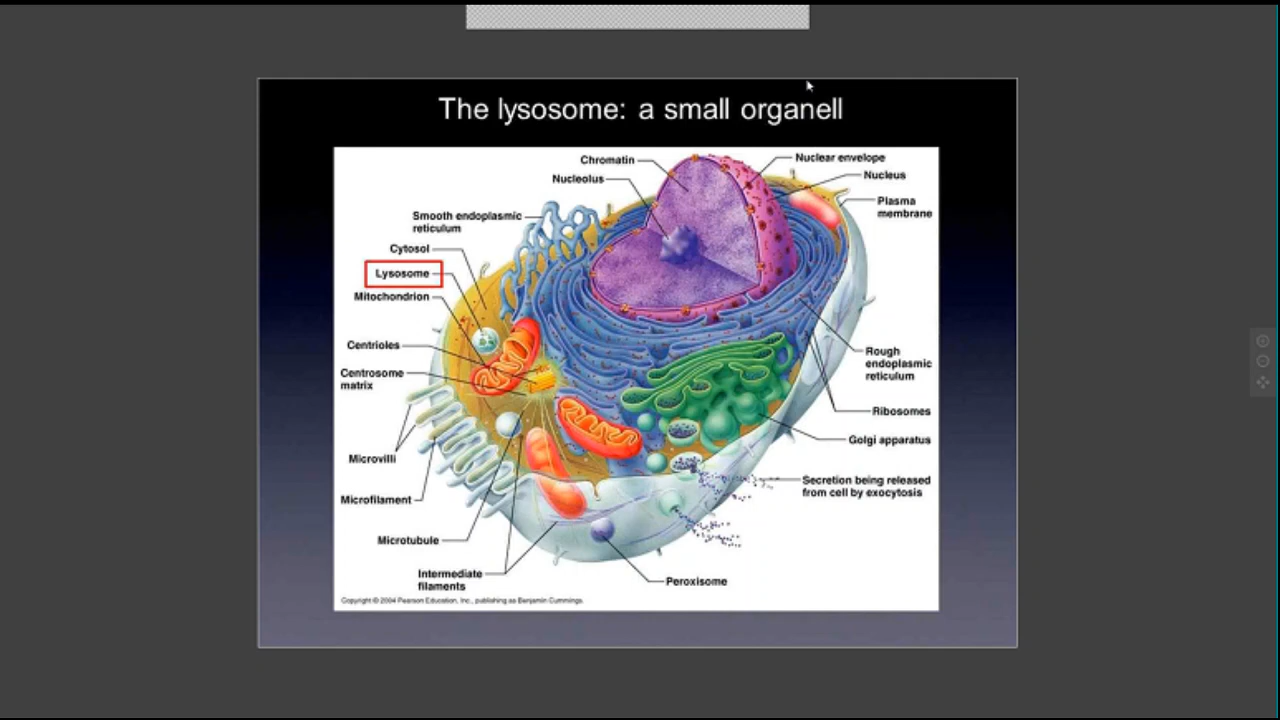 The lysosome: a small organell
Chromatin
Nucleolus
Smooth endoplasmic
reticulum
Cytosol
Lysosome
Mitochondrion
Centrioles
Centrosome
matrix
Microvilli
Microfilament
Microtubule
Intermediate
filaments
Nuclear envelope
Nucleus
Plasma
membrane
Rough
endoplasmic
reticulum
Ribosomes
Golgi apparatus
Secretion being released
from cell by exocytosis
Peroxisome
Copyright © 2004 Pearson Education, Inc., publishing as Benjamin Cummings.